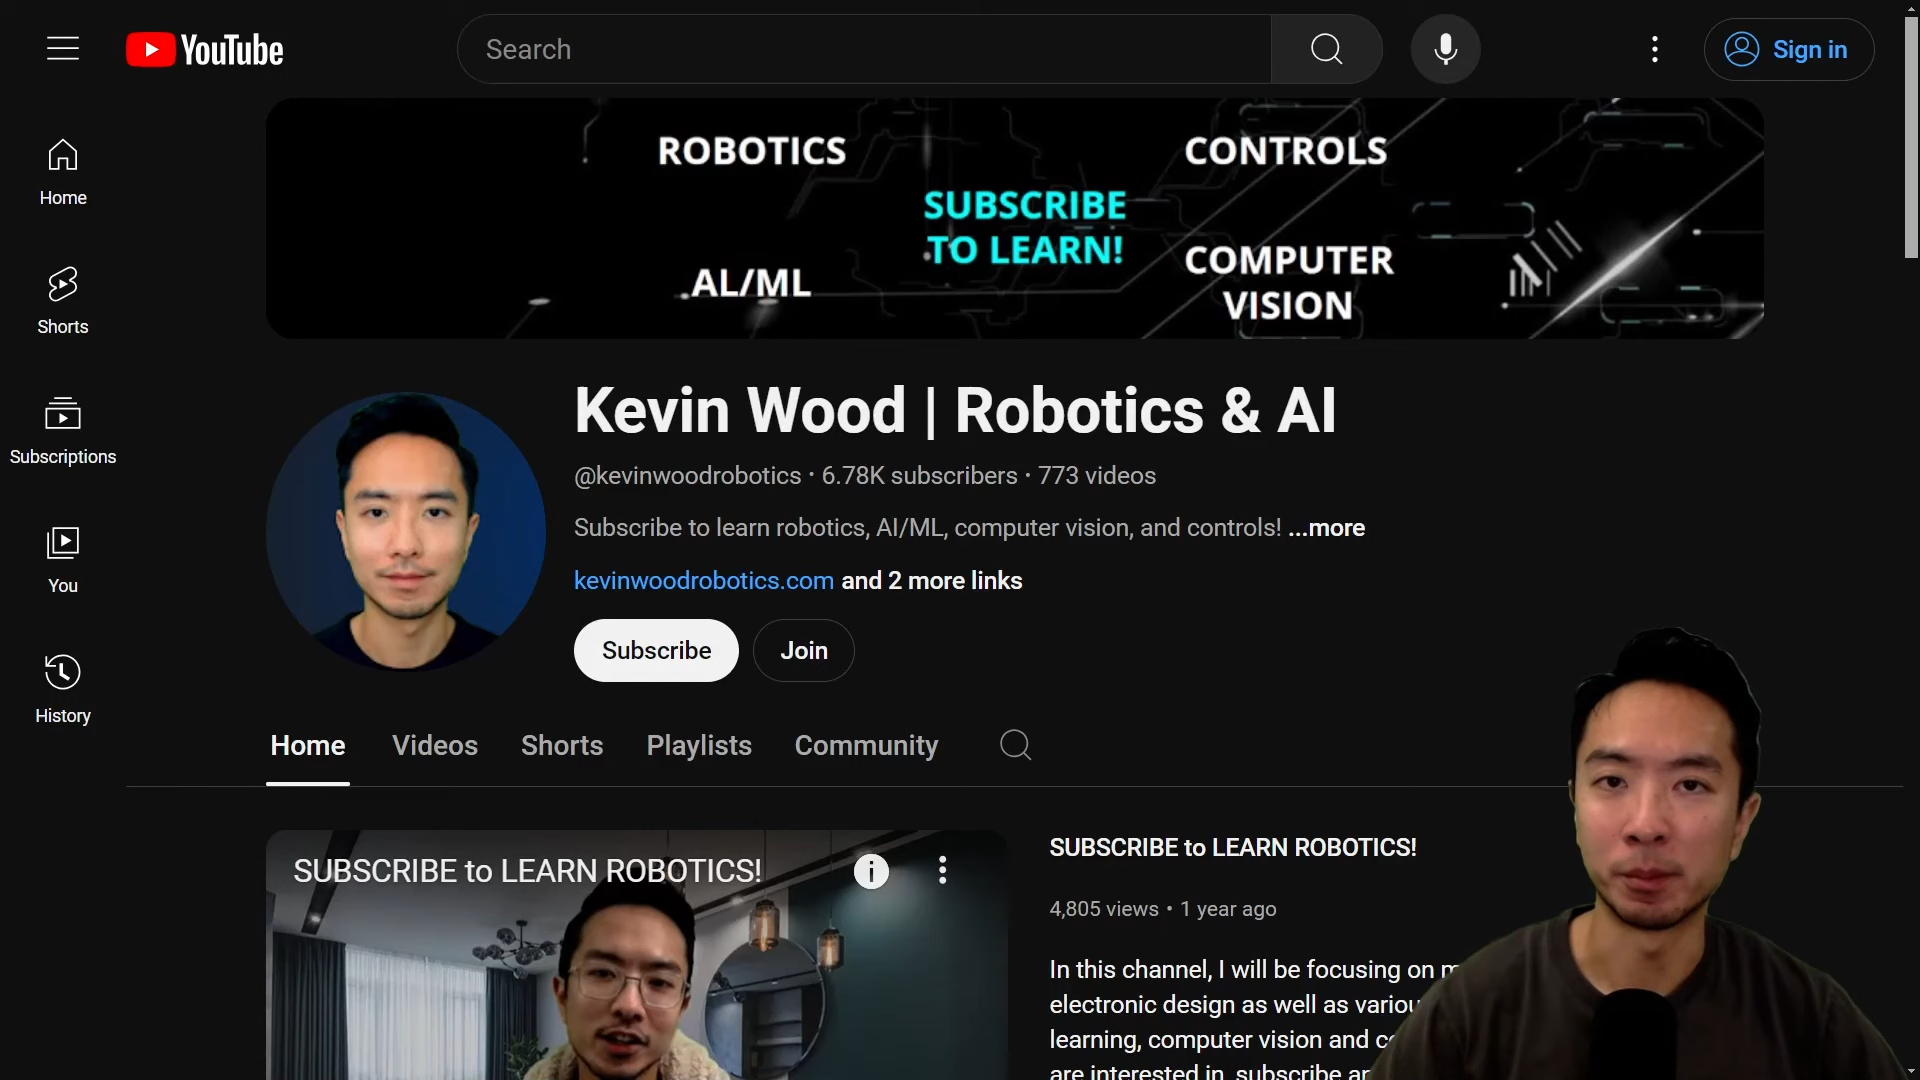 YouTube
Search
Sign in
Home
Shorts
Subscriptions
You
History
ROBOTICS
CONTROLS
SUBSCRIBE
TO LEARN!
AL/ML
COMPUTER
VISION
Kevin Wood | Robotics & AI
@kevinwoodrobotics • 6.78K subscribers • 773 videos
Subscribe to learn robotics, AI/ML, computer vision, and controls! ...more
kevinwoodrobotics.com and 2 more links
Subscribe
Join
Home
Videos
Shorts
Playlists
Community
SUBSCRIBE to LEARN ROBOTICS!
SUBSCRIBE to LEARN ROBOTICS!
4,805 views • 1 year ago
In this channel, I will be focusing on
electronic design as well as
learning, computer vision and
are interested in, subscribe